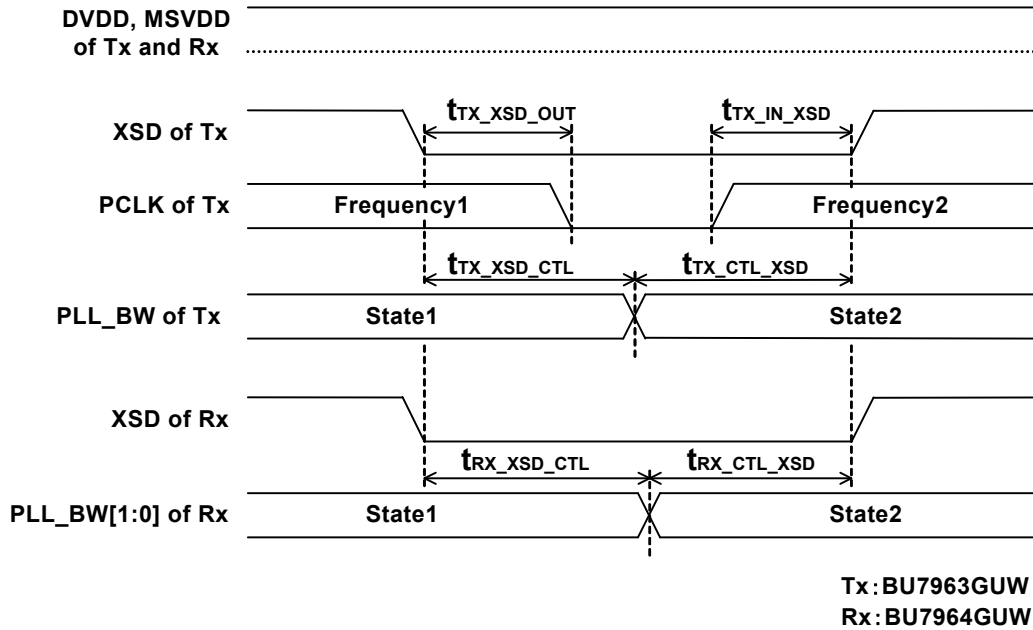 DVDD, MSVDD
of Tx and Rx
tTX_XSD_OUT
tTX_IN_XSD
XSD of Tx
PCLK of Tx
Frequency1
Frequency2
tTX_XSD_CTL
tTX_CTL_XSD
PLL_BW of Tx
State1
State2
XSD of Rx
tRX_XSD_CTL
tRX_CTL_XSD
PLL_BW[1:0] of Rx
State1
State2
Tx:BU7963GUW
Rx:BU7964GUW